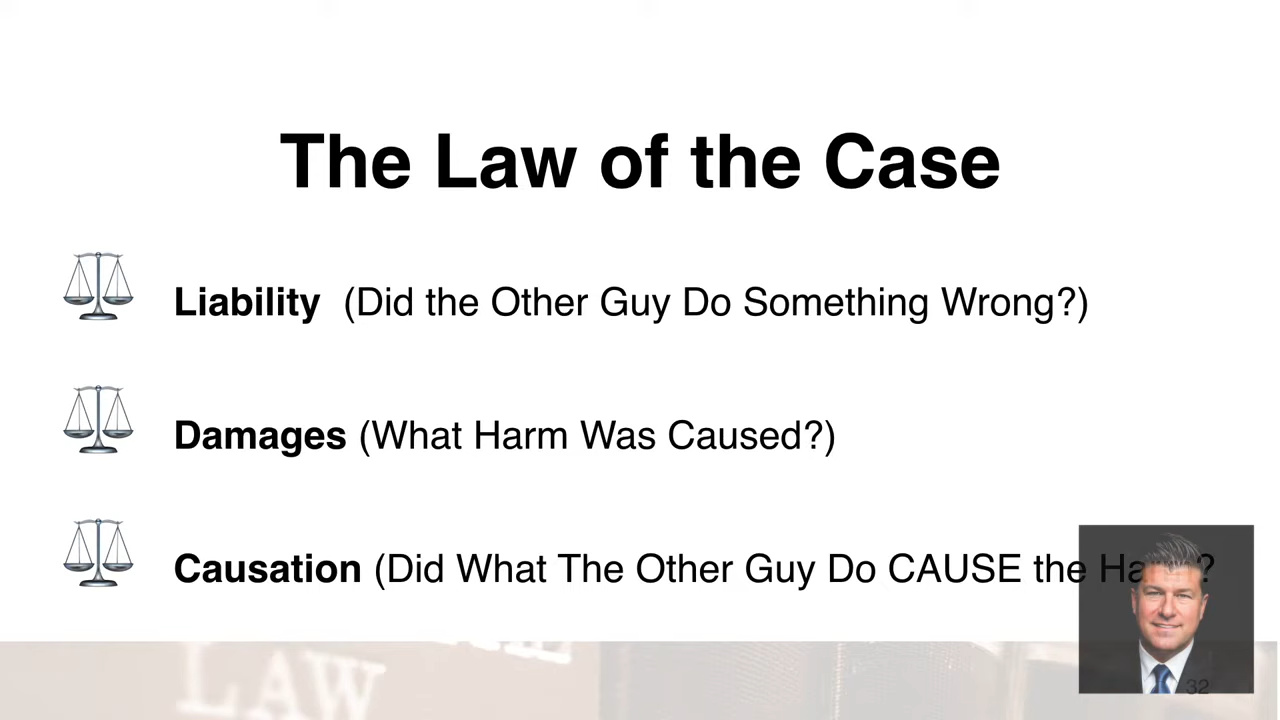 The Law of the Case
Liability (Did the Other Guy Do Something Wrong?)
Damages (What Harm Was Caused?)
Causation (Did What The Other Guy Do CAUSE the ?
LAW
32